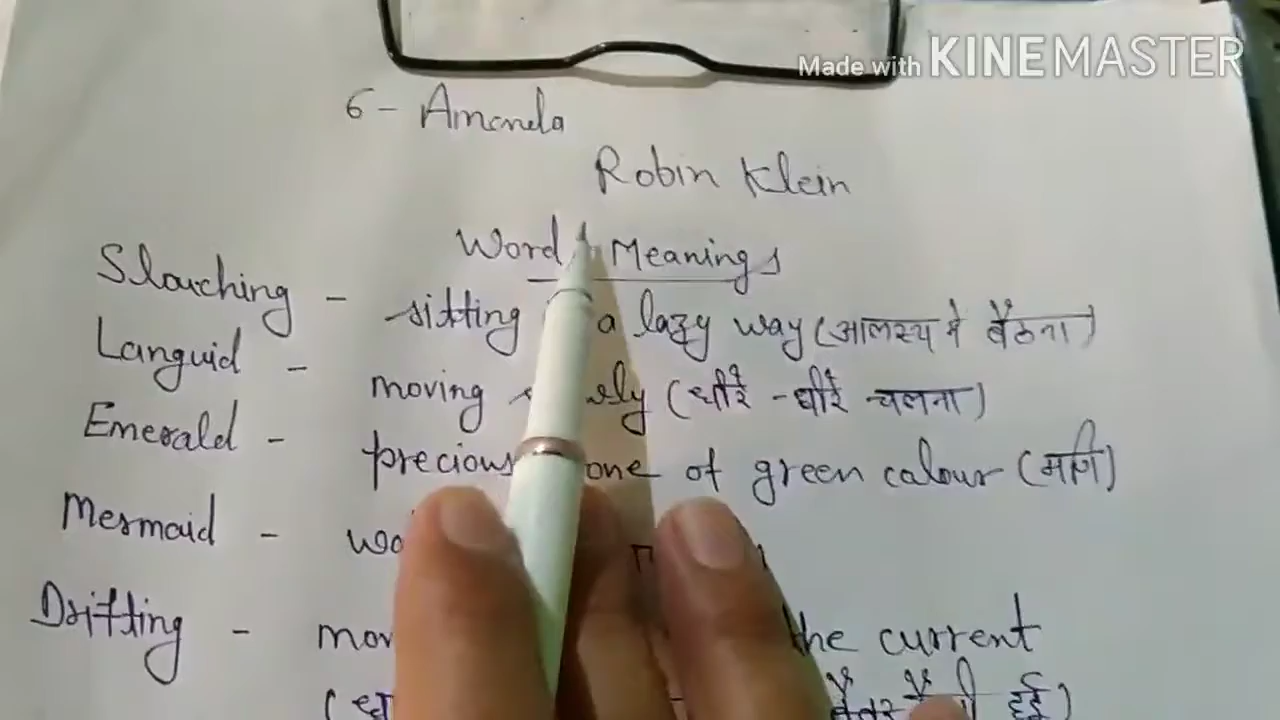 Made with KINEMASTER
6- Amanda
Robin Klein
Word Meanings
Slouching - sitting a lazy way (आलस्य में बैठना)
Languid - moving (धीरे-धीरे चलना)
Emerald - precious of green colour (मणि)
Mermaid -
Drifting - the current
हुई)